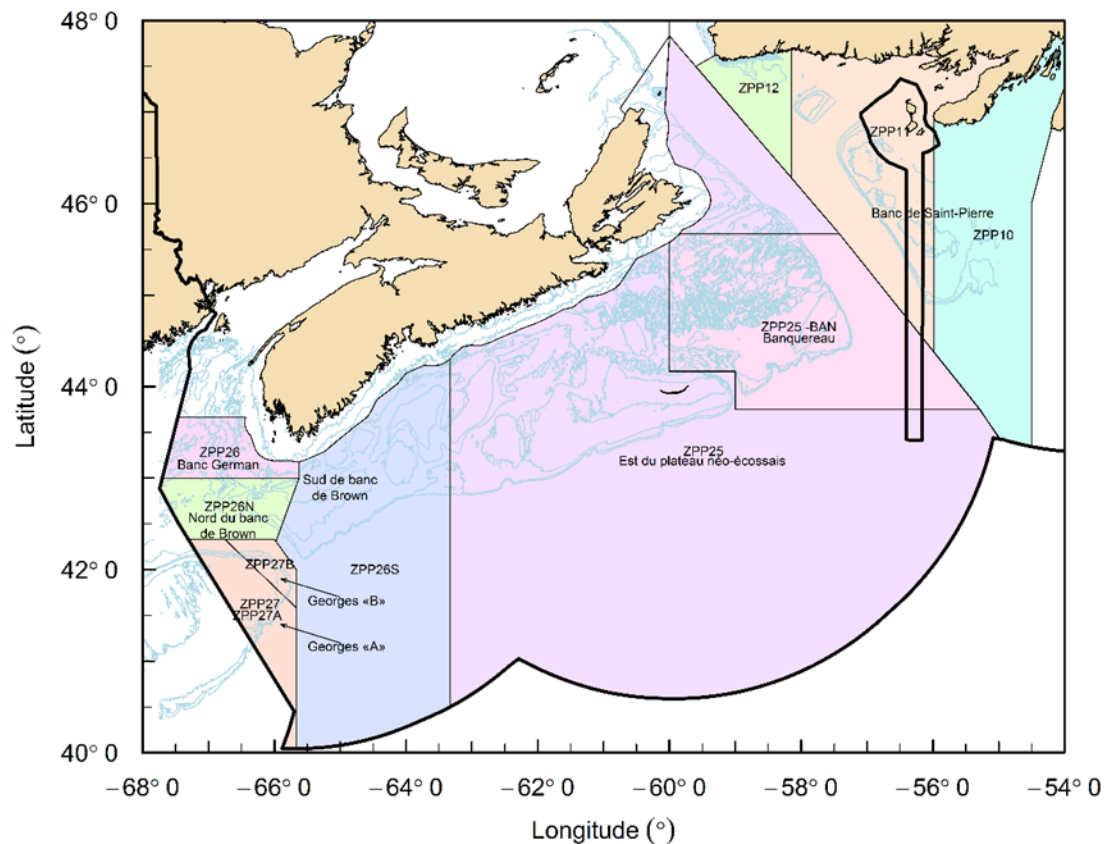 48° 0
46° 0
44° 0
42° 0
40° 0
Latitude (°)
ZPP12
ZPP11
Banc de Saint-Pierre
ZPP10
ZPP25 -BAN
Banquereau
ZPP25
Est du plateau néo-écossais
ZPP26
Banc German
Sud de banc
de Brown
ZPP26N
Nord du banc
de Brown
ZPP27B
ZPP26S
Georges «B»
ZPP27
ZPP27A
Georges «A»
−68° 0
−66° 0
−64° 0
−62° 0
−60° 0
−58° 0
−56° 0
−54° 0
Longitude (°)